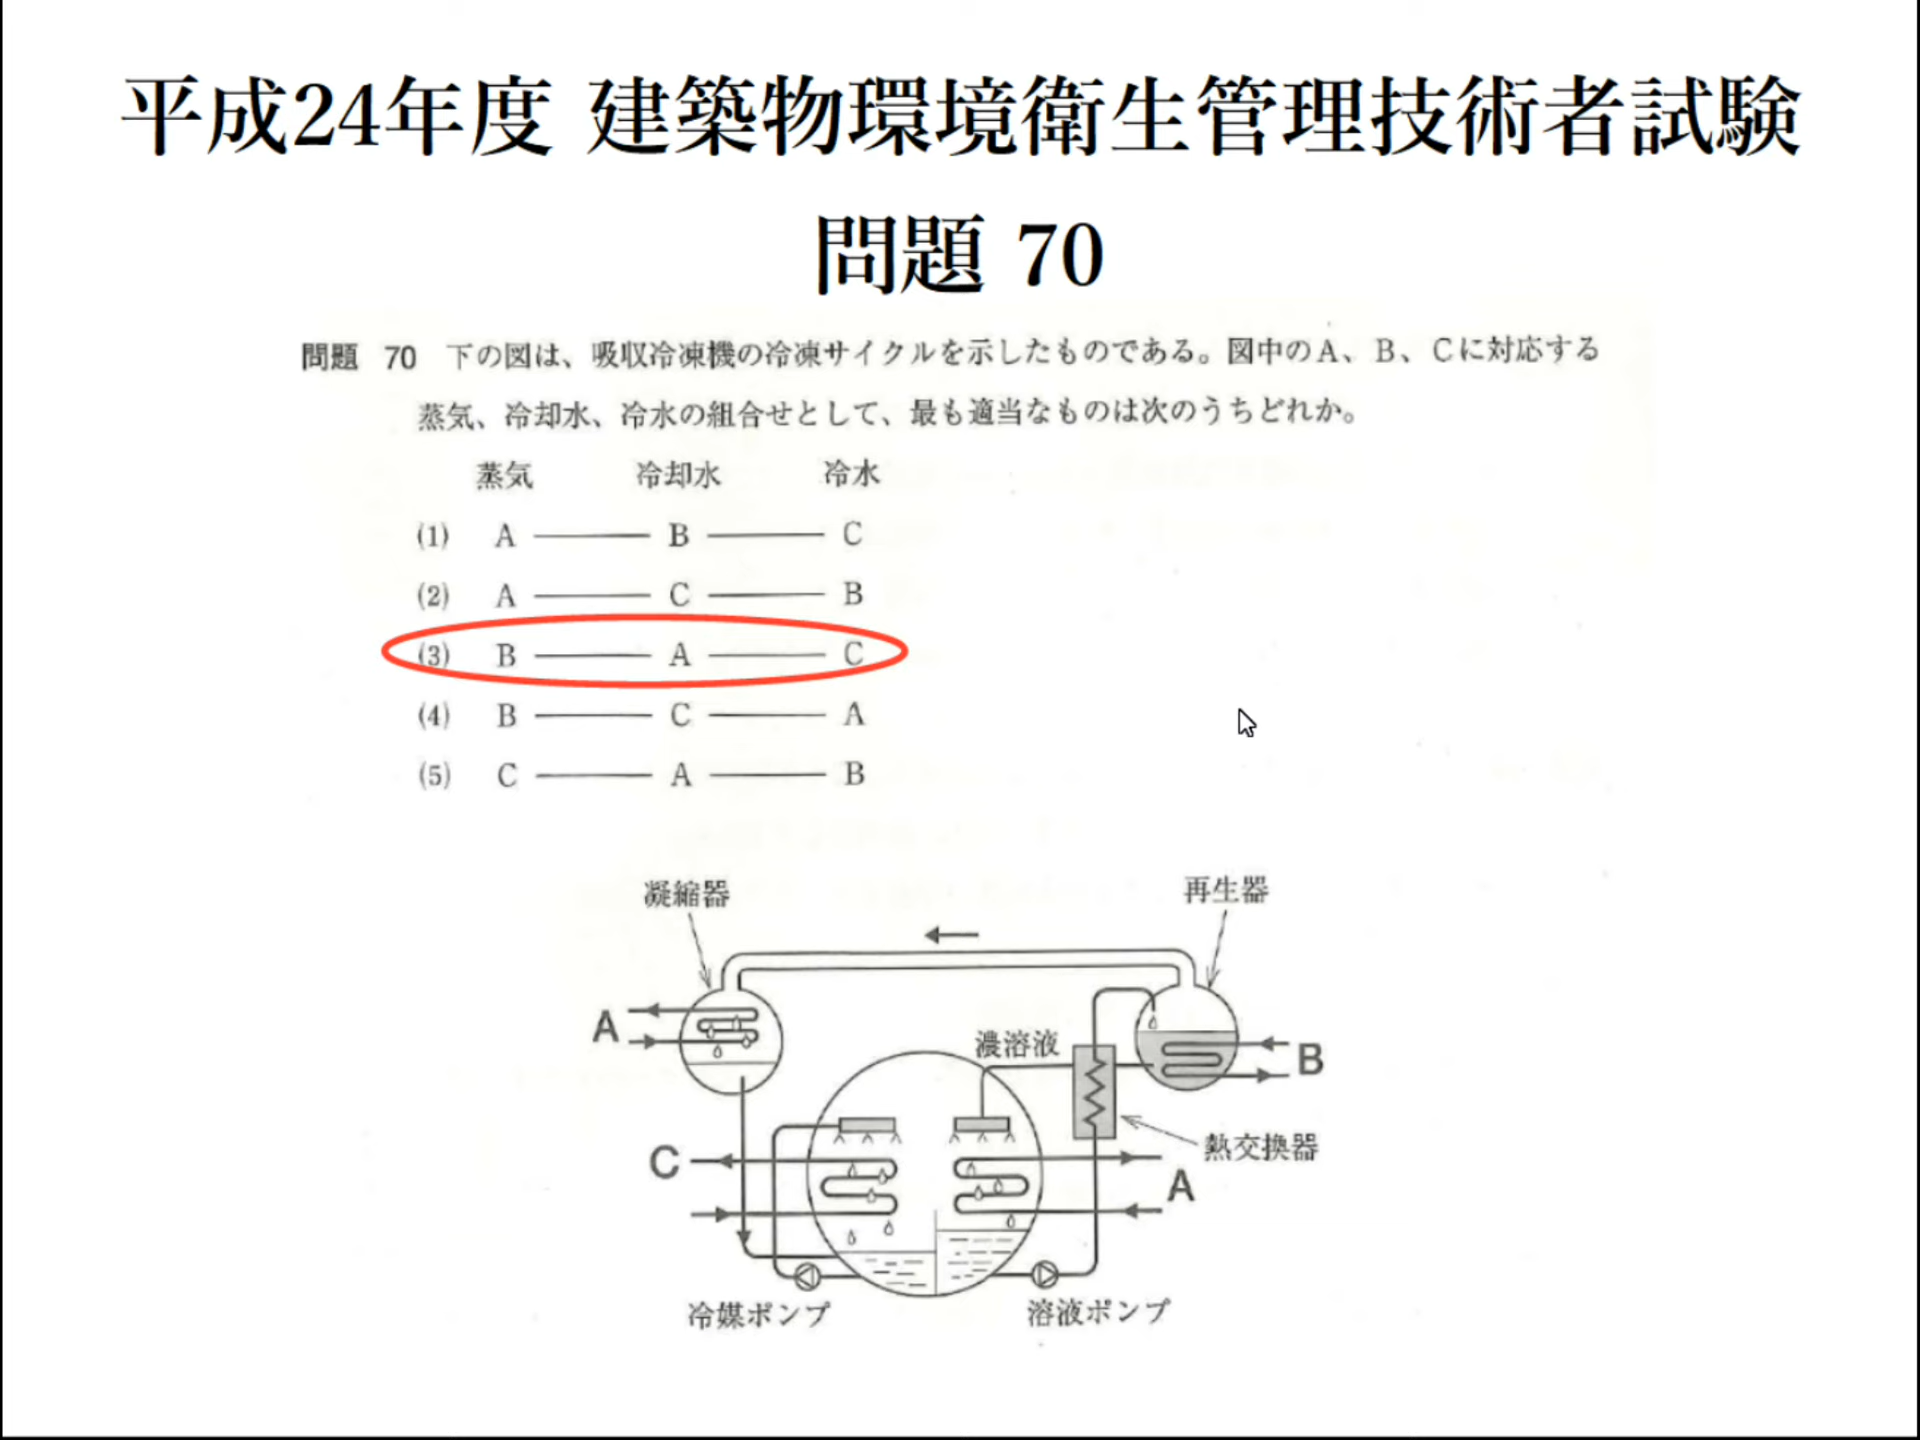 平成24年度 建築物環境衛生管理技術者試験
問題 70
問題 70 下の図は、吸収冷凍機の冷凍サイクルを示したものである。図中のA、B、Cに対応する
蒸気、冷却水、冷水の組合せとして、最も適当なものは次のうちどれか。
蒸気 冷却水 冷水
(1) A ——— B ——— C
(2) A ——— C ——— B
(3) B ——— A ——— C
(4) B ——— C ——— A
(5) C ——— A ——— B
凝縮器 再生器
A
濃溶液
B
熱交換器
C
A
冷媒ポンプ 溶液ポンプ